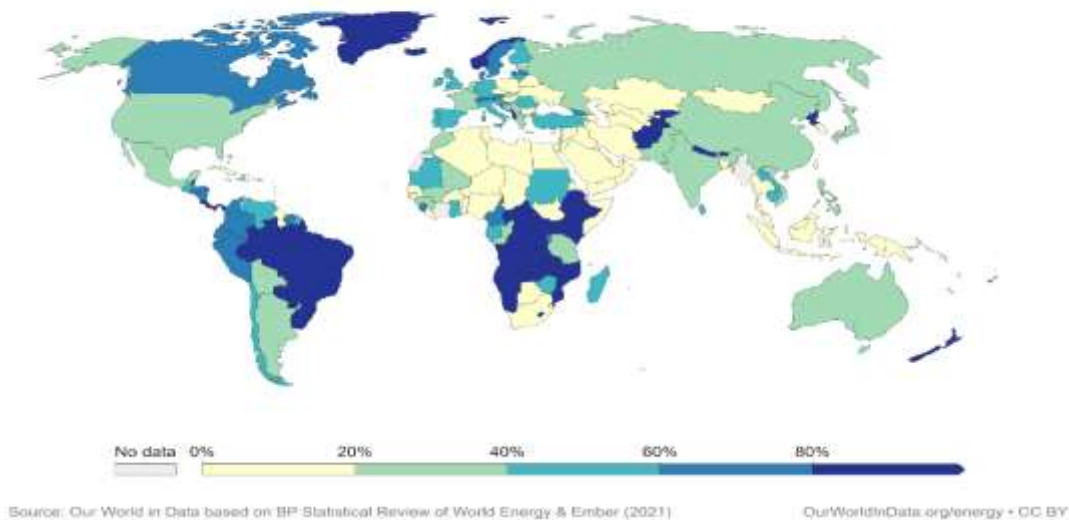 No data 0% 20% 40% 60% 80%
Source: Our World in Data based on BP Statistical Review of World Energy & Ember (2021) OurWorldInData.org/energy • CC BY